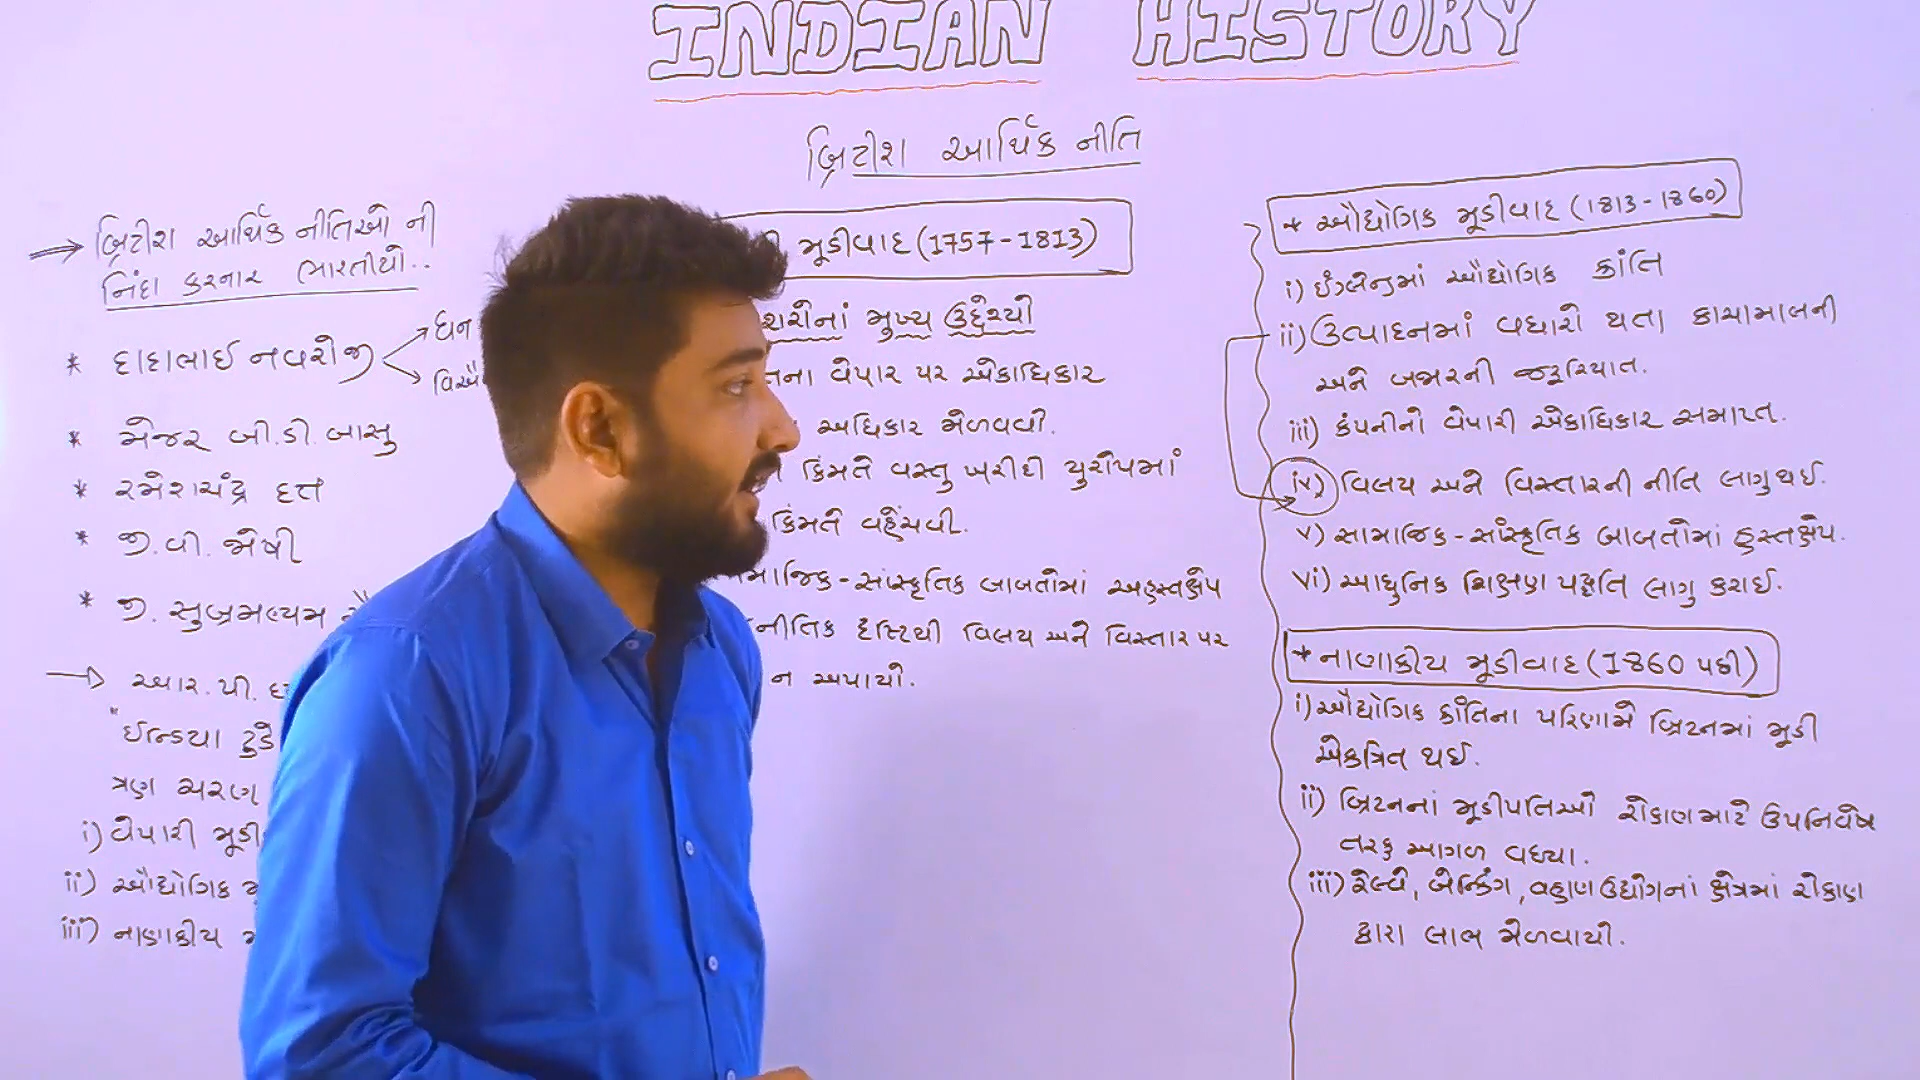 INDIAN HISTORY
બ્રિટીશ આર્થિક નીતિ
બ્રિટીશ આર્થિક નીતિઓ ની
નિંદા કરનાર ભારતીયો..
* દાદાભાઈ નવરોજી
ધન
* મેજર બી.ડી. બાસુ
* રમેશચંદ્ર દત્ત
* જી.વી. જોષી
* જી. સુબ્રમણ્યમ
આર. પી.
"ઈન્ડિયા ટુડે
ત્રણ ચરણ
i) વેપારી મૂડી
ii) ઔદ્યોગિક
iii) નાણાકીય
મૂડીવાદ (1757-1813)
મુખ્ય ઉદ્દેશ્યો
વેપાર પર એકાધિકાર
અધિકાર મેળવવો.
કિંમતે વસ્તુ ખરીદી યુરોપમાં
કિંમતે વહેંચવી.
સામાજિક-સાંસ્કૃતિક બાબતોમાં અહસ્તક્ષેપ
વિલય અને વિસ્તાર પર
ન અપાયો.
* ઔદ્યોગિક મૂડીવાદ (1813-1860)
i) ઈંગ્લેન્ડમાં ઔદ્યોગિક ક્રાંતિ
ii) ઉત્પાદનમાં વધારો થતા કાચામાલની
અને બજારની જરૂરિયાત.
iii) કંપનીનો વેપારી એકાધિકાર સમાપ્ત.
iv) વિલય અને વિસ્તારની નીતિ લાગુ થઈ.
v) સામાજિક-સાંસ્કૃતિક બાબતોમાં હસ્તક્ષેપ.
vi) આધુનિક શિક્ષણ પદ્ધતિ લાગુ કરાઈ.
* નાણાકીય મૂડીવાદ (1860 પછી)
i) ઔદ્યોગિક ક્રાંતિના પરિણામે બ્રિટનમાં મૂડી
એકત્રિત થઈ.
ii) બ્રિટનનાં મૂડીપતિઓ રોકાણ માટે ઉપનિવેષ
તરફ આગળ વધ્યા.
iii) રેલ્વે, બેન્કિંગ, વહાણ ઉદ્યોગનાં ક્ષેત્રમાં રોકાણ
દ્વારા લાભ મેળવાયો.